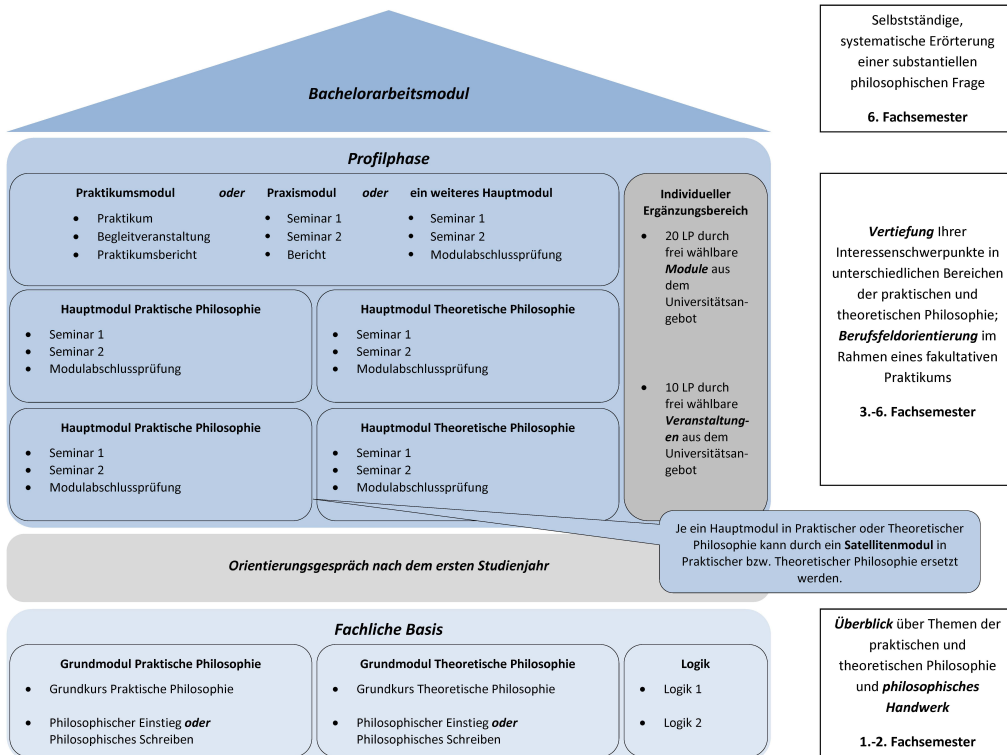 Bachelorarbeitsmodul
Selbstständige,
systematische Erörterung
einer substantiellen
philosophischen Frage
6. Fachsemester
Profilphase
Praktikumsmodul oder Praxismodul oder ein weiteres Hauptmodul
• Praktikum
• Begleitveranstaltung
• Praktikumsbericht
• Seminar 1
• Seminar 2
• Bericht
• Seminar 1
• Seminar 2
• Modulabschlussprüfung
Hauptmodul Praktische Philosophie
• Seminar 1
• Seminar 2
• Modulabschlussprüfung
Hauptmodul Theoretische Philosophie
• Seminar 1
• Seminar 2
• Modulabschlussprüfung
Hauptmodul Praktische Philosophie
• Seminar 1
• Seminar 2
• Modulabschlussprüfung
Hauptmodul Theoretische Philosophie
• Seminar 1
• Seminar 2
• Modulabschlussprüfung
Individueller
Ergänzungsbereich
• 20 LP durch
frei wählbare
Module aus
dem
Universitätsan-
gebot
• 10 LP durch
frei wählbare
Veranstaltung-
en aus dem
Universitätsan-
gebot
Vertiefung Ihrer
Interessenschwerpunkte in
unterschiedlichen Bereichen
der praktischen und
theoretischen Philosophie;
Berufsfeldorientierung im
Rahmen eines fakultativen
Praktikums
3.-6. Fachsemester
Je ein Hauptmodul in Praktischer oder Theoretischer
Philosophie kann durch ein Satellitenmodul in
Praktischer bzw. Theoretischer Philosophie ersetzt
werden.
Orientierungsgespräch nach dem ersten Studienjahr
Fachliche Basis
Grundmodul Praktische Philosophie
• Grundkurs Praktische Philosophie
• Philosophischer Einstieg oder
Philosophisches Schreiben
Grundmodul Theoretische Philosophie
• Grundkurs Theoretische Philosophie
• Philosophischer Einstieg oder
Philosophisches Schreiben
Logik
• Logik 1
• Logik 2
Überblick über Themen der
praktischen und
theoretischen Philosophie
und philosophisches
Handwerk
1.-2. Fachsemester